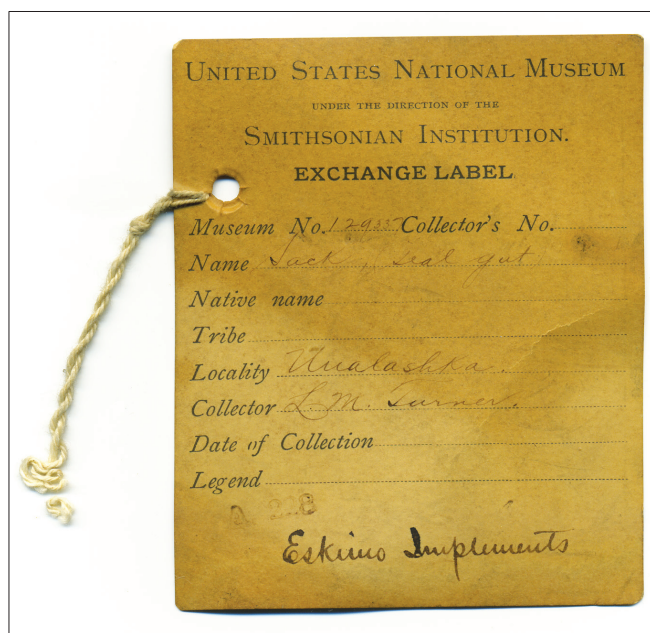 UNITED STATES NATIONAL MUSEUM
UNDER THE DIRECTION OF THE
SMITHSONIAN INSTITUTION.
EXCHANGE LABEL.
Museum No. Collector's No.
Name Sack, seal gut
Native name
Tribe
Locality Unalashka.
Collector L. M. Turner.
Date of Collection
Legend
Eskimo Implements